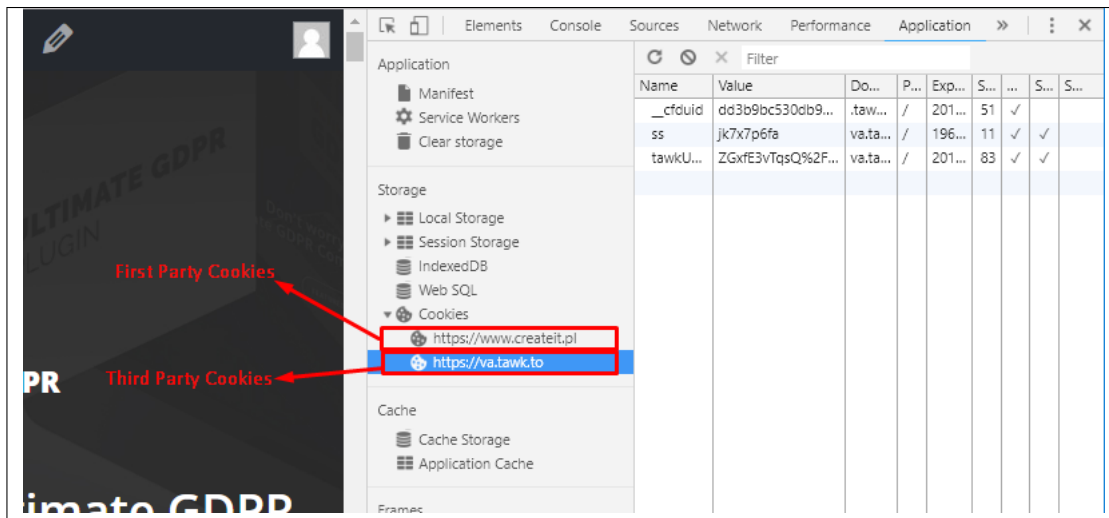 Elements Console Sources Network Performance Application »
Application
Manifest
Service Workers
Clear storage
Storage
Local Storage
Session Storage
IndexedDB
Web SQL
Cookies
https://www.createit.pl
https://va.tawk.to
Cache
Cache Storage
Application Cache
Frames
Filter
Name Value Do... P... Exp... S... ... S... S...
__cfduid dd3b9bc530db9... .taw... / 201... 51 ✓
ss jk7x7p6fa va.ta... / 196... 11 ✓ ✓
tawkU... ZGxfE3vTqsQ%2F... va.ta... / 201... 83 ✓ ✓
First Party Cookies
Third Party Cookies
ULTIMATE GDPR
PLUGIN
PR
timate GDPR